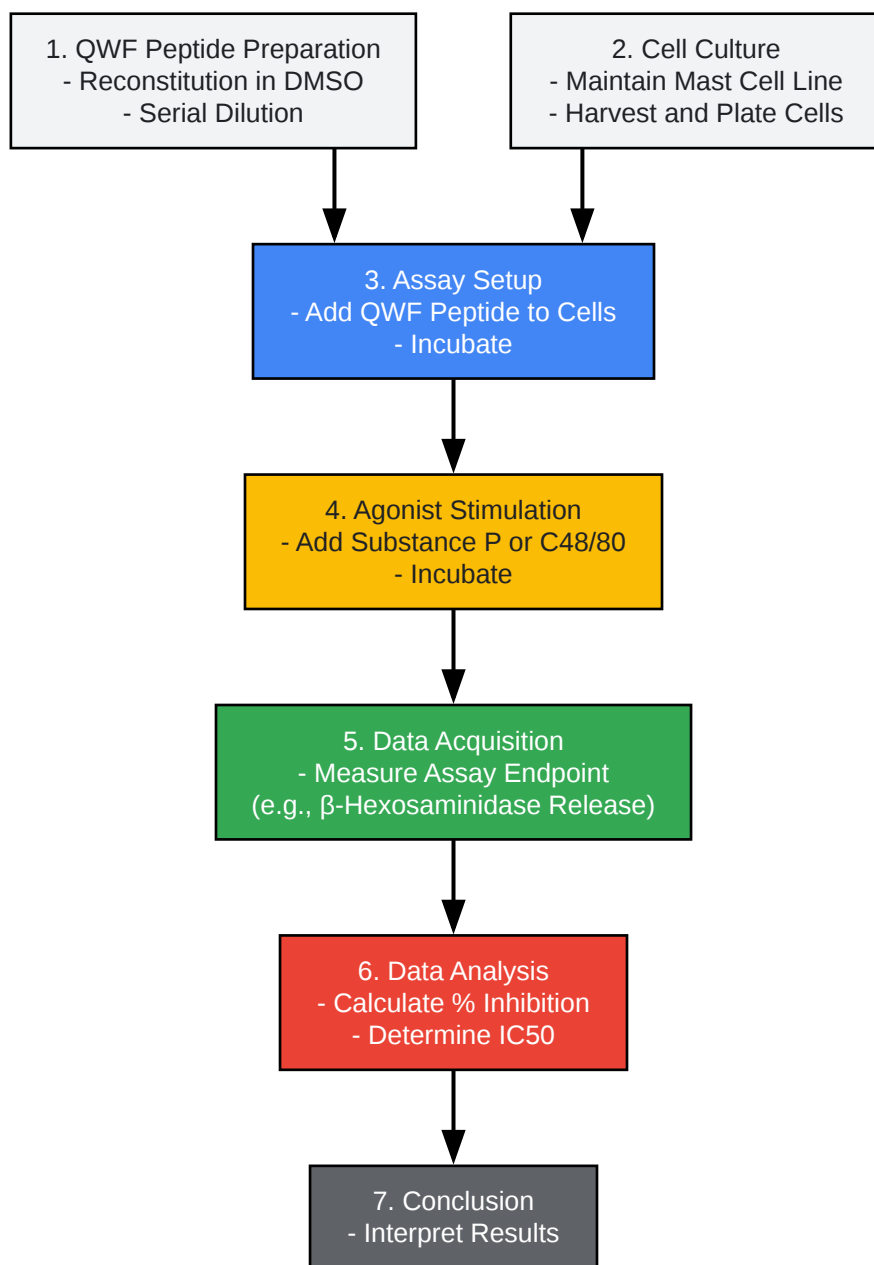 1. QWF Peptide Preparation
- Reconstitution in DMSO
- Serial Dilution
2. Cell Culture
- Maintain Mast Cell Line
- Harvest and Plate Cells
3. Assay Setup
- Add QWF Peptide to Cells
- Incubate
4. Agonist Stimulation
- Add Substance P or C48/80
- Incubate
5. Data Acquisition
- Measure Assay Endpoint
(e.g., β-Hexosaminidase Release)
6. Data Analysis
- Calculate % Inhibition
- Determine IC50
7. Conclusion
- Interpret Results